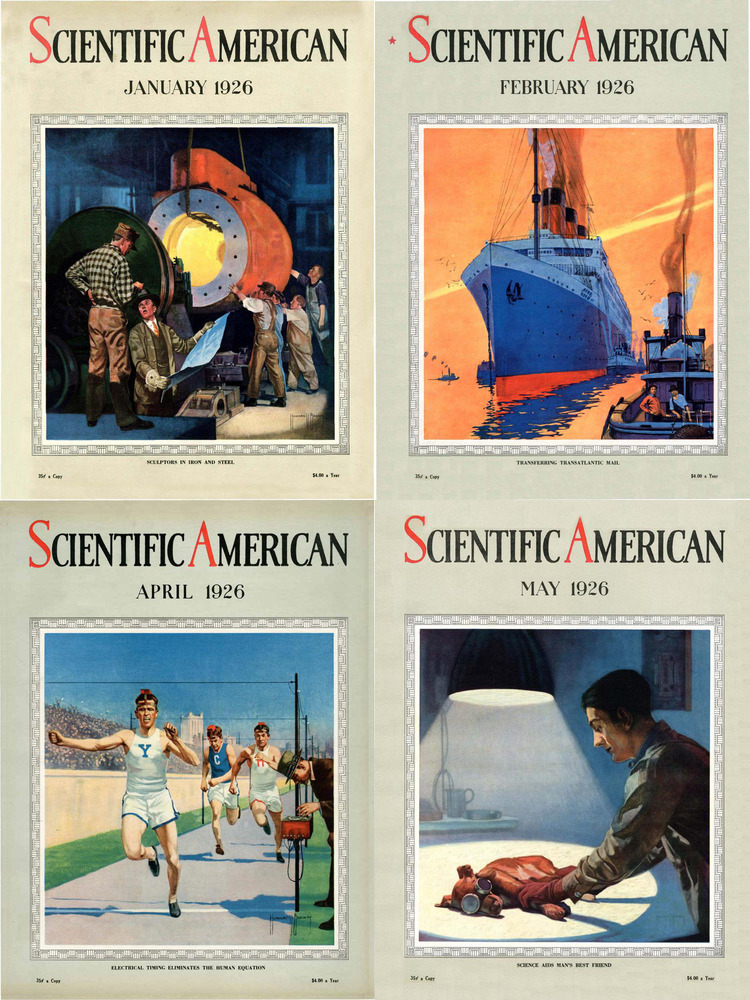 SCIENTIFIC AMERICAN
JANUARY 1926
SCULPTORS IN IRON AND STEEL
35¢ a Copy
$4.00 a Year
SCIENTIFIC AMERICAN
FEBRUARY 1926
TRANSFERRING TRANSATLANTIC MAIL
35¢ a Copy
$4.00 a Year
SCIENTIFIC AMERICAN
APRIL 1926
Y
C
H
ELECTRICAL TIMING ELIMINATES THE HUMAN EQUATION
35¢ a Copy
$4.00 a Year
SCIENTIFIC AMERICAN
MAY 1926
SCIENCE AIDS MAN'S BEST FRIEND
35¢ a Copy
$4.00 a Year